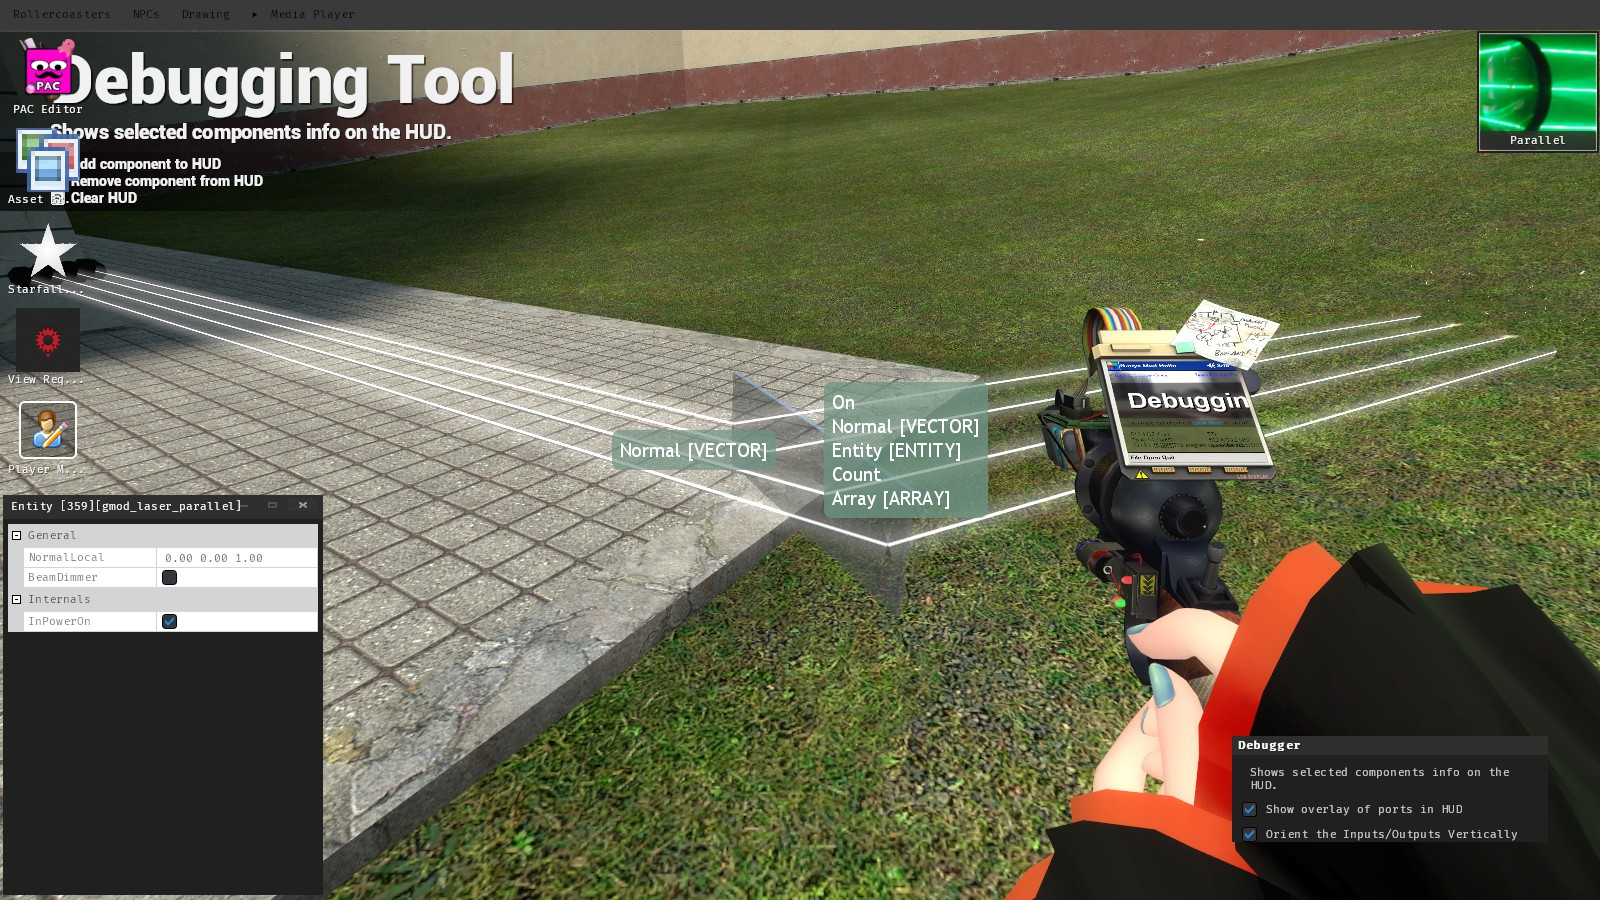 Rollercoasters NPCs Drawing ▸ Media Player
Debugging Tool
PAC
PAC Editor
Shows selected components info on the HUD.
dd component to HUD
Remove component from HUD
Asset
Clear HUD
Starfall...
View Req...
Player M...
Parallel
Normal [VECTOR]
On
Normal [VECTOR]
Entity [ENTITY]
Count
Array [ARRAY]
Debuggin
File Open Quit
Entity [359][gmod_laser_parallel]
General
NormalLocal 0.00 0.00 1.00
BeamDimmer
Internals
InPowerOn
Debugger
Shows selected components info on the
HUD.
Show overlay of ports in HUD
Orient the Inputs/Outputs Vertically